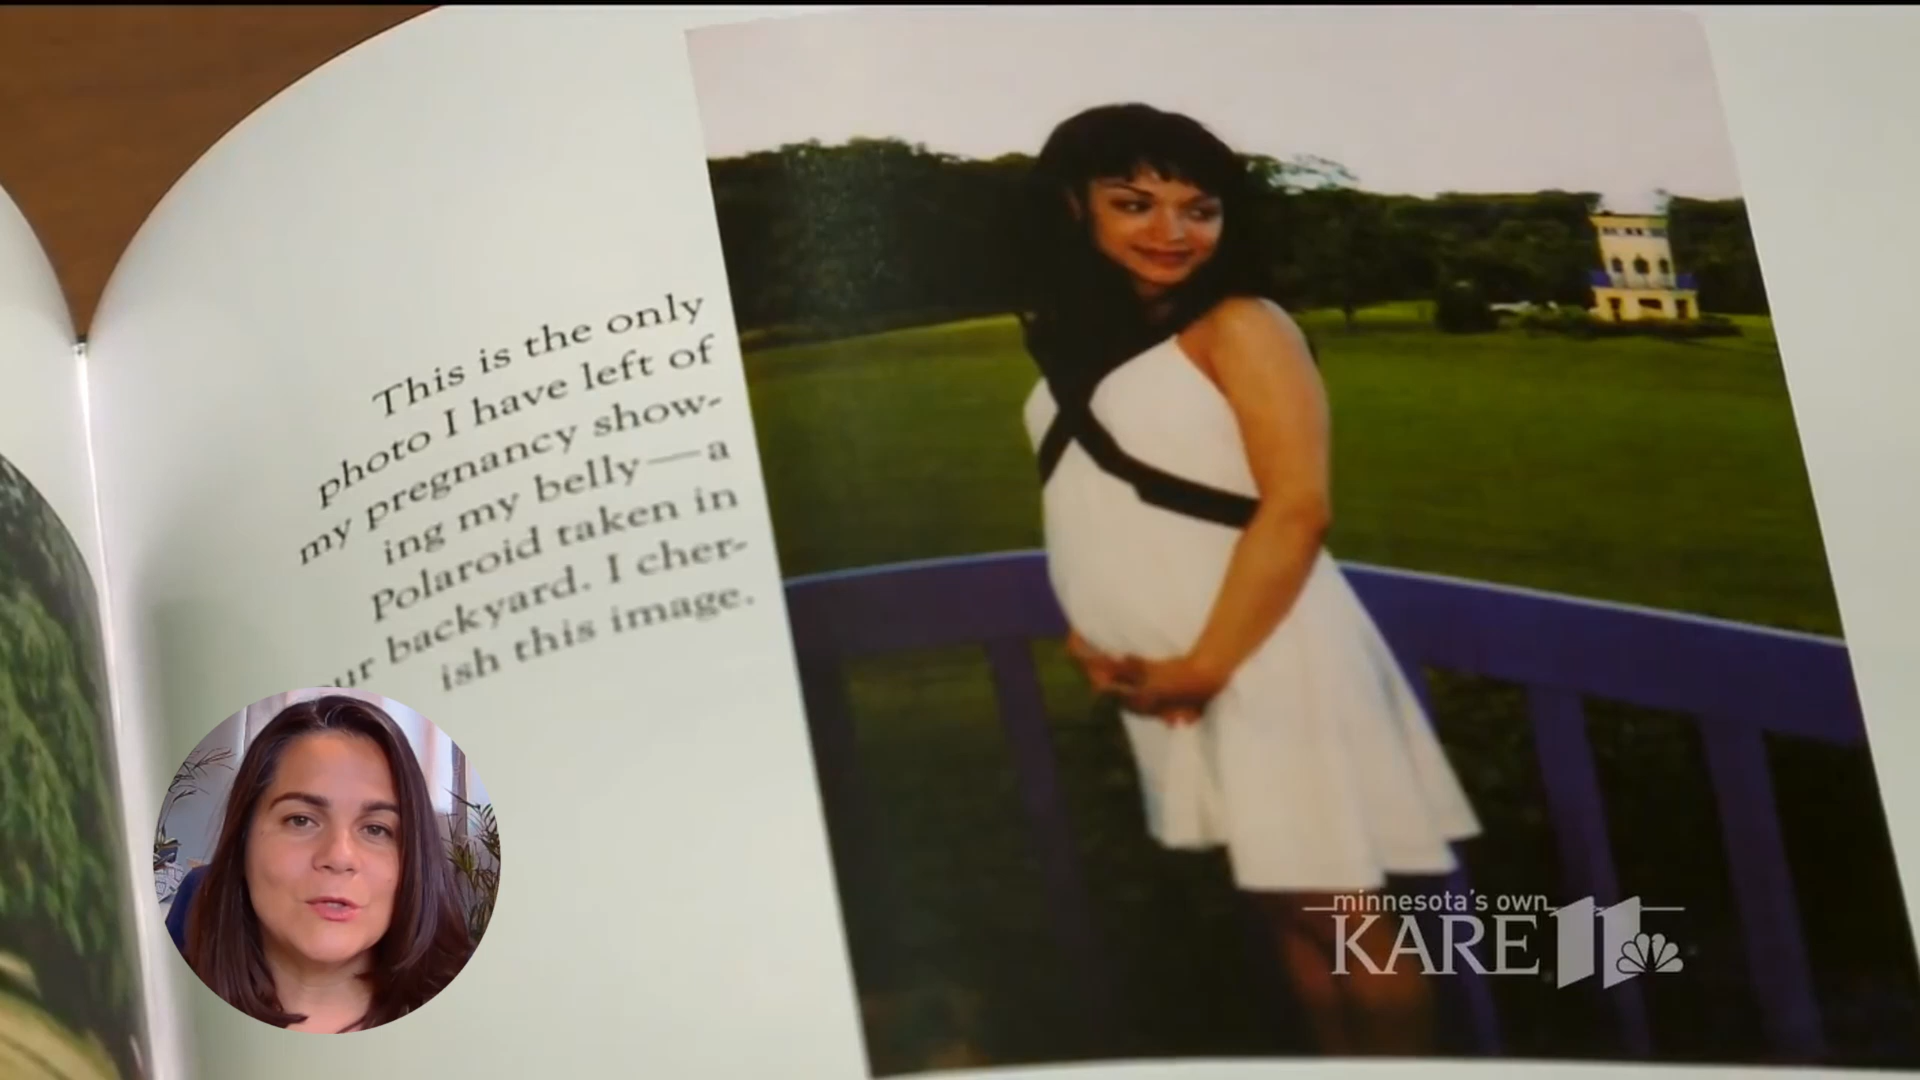 This is the only
photo I have left of
my pregnancy show-
ing my belly—a
Polaroid taken in
our backyard. I cher-
ish this image.
minnesota's own
KARE 11